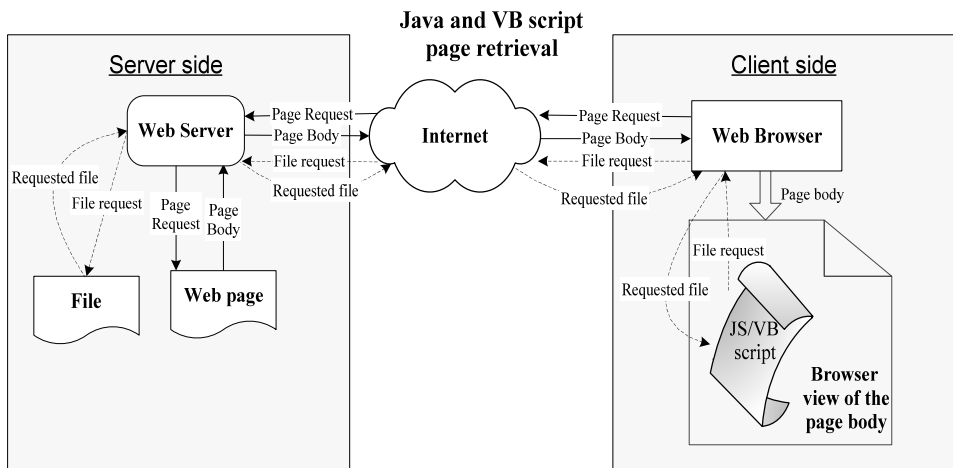 Java and VB script
page retrieval
Server side
Client side
Web Server
Page Request
Page Body
File request
Requested file
Internet
Page Request
Page Body
File request
Requested file
Web Browser
Requested file
File request
Page
Request
Page
Body
File
Web page
Page body
File request
Requested file
JS/VB
script
Browser
view of the
page body